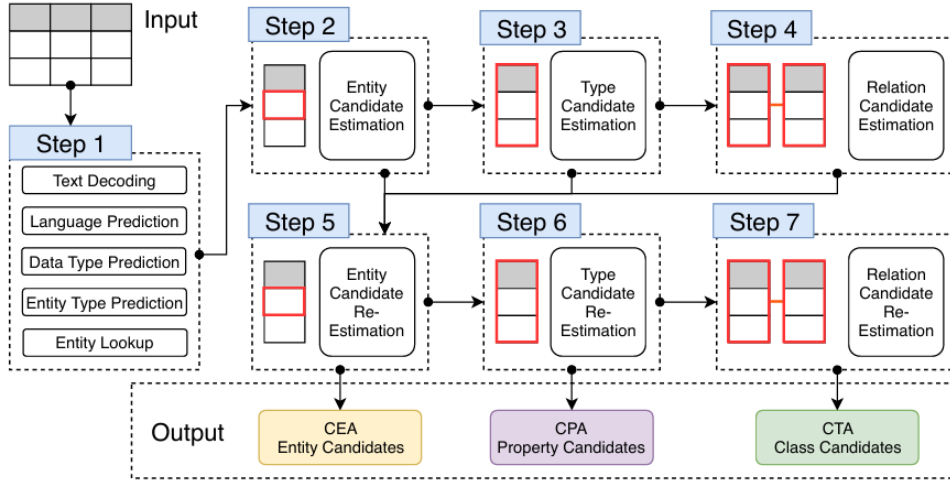 Input
Step 1
Text Decoding
Language Prediction
Data Type Prediction
Entity Type Prediction
Entity Lookup
Step 2
Entity
Candidate
Estimation
Step 3
Type
Candidate
Estimation
Step 4
Relation
Candidate
Estimation
Step 5
Entity
Candidate
Re-
Estimation
Step 6
Type
Candidate
Re-
Estimation
Step 7
Relation
Candidate
Re-
Estimation
Output
CEA
Entity Candidates
CPA
Property Candidates
CTA
Class Candidates